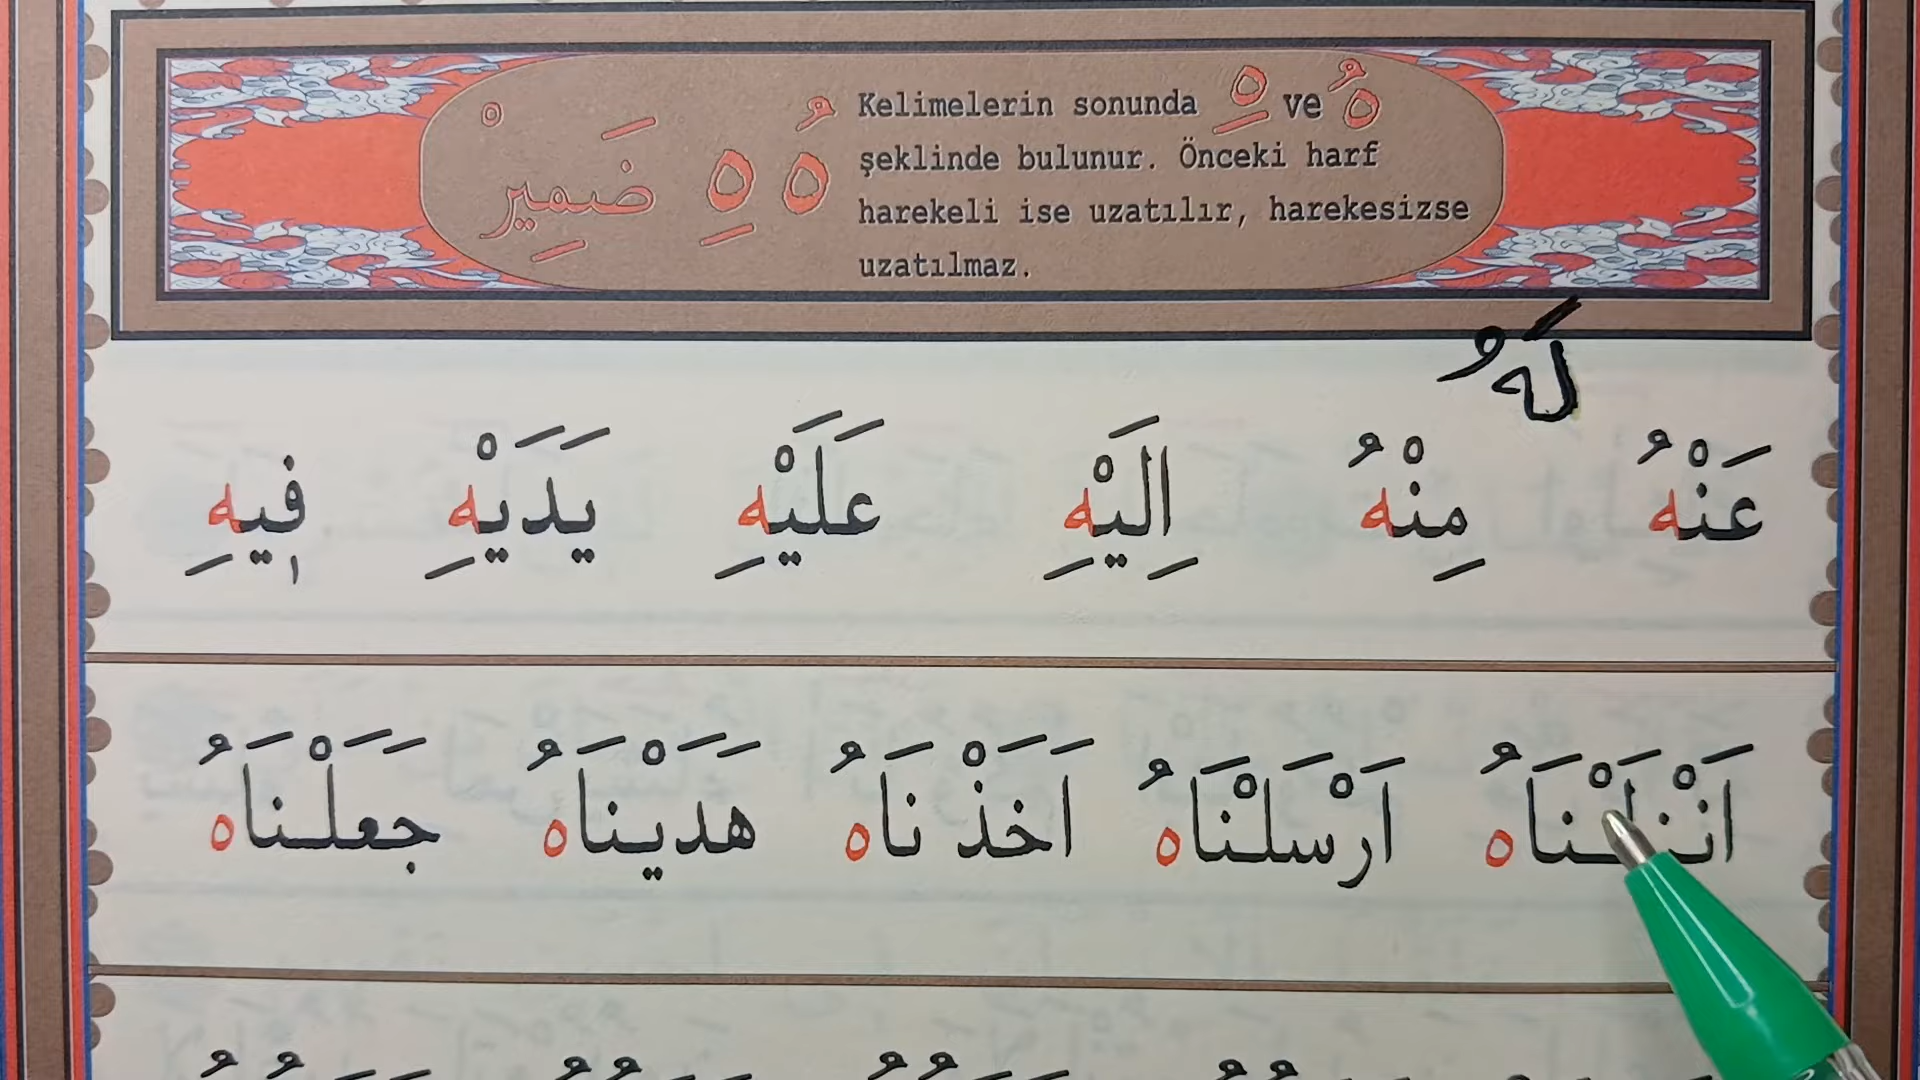 ضَمِيرْ هِ هُ
Kelimelerin sonunda هِ ve هُ
şeklinde bulunur. Önceki harf
harekeli ise uzatılır, harekesizse
uzatılmaz.
لَهُ
عَنْهُ مِنْهُ اِلَيْهِ عَلَيْهِ يَدَيْهِ فٖيهِ
اَنْزَلْنَاهُ اَرْسَلْنَاهُ اَخَذْنَاهُ هَدَيْنَاهُ جَعَلْنَاهُ